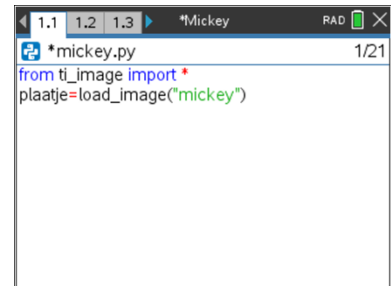 1.1 1.2 1.3 *Mickey RAD
*mickey.py 1/21
from ti_image import *
plaatje=load_image("mickey")